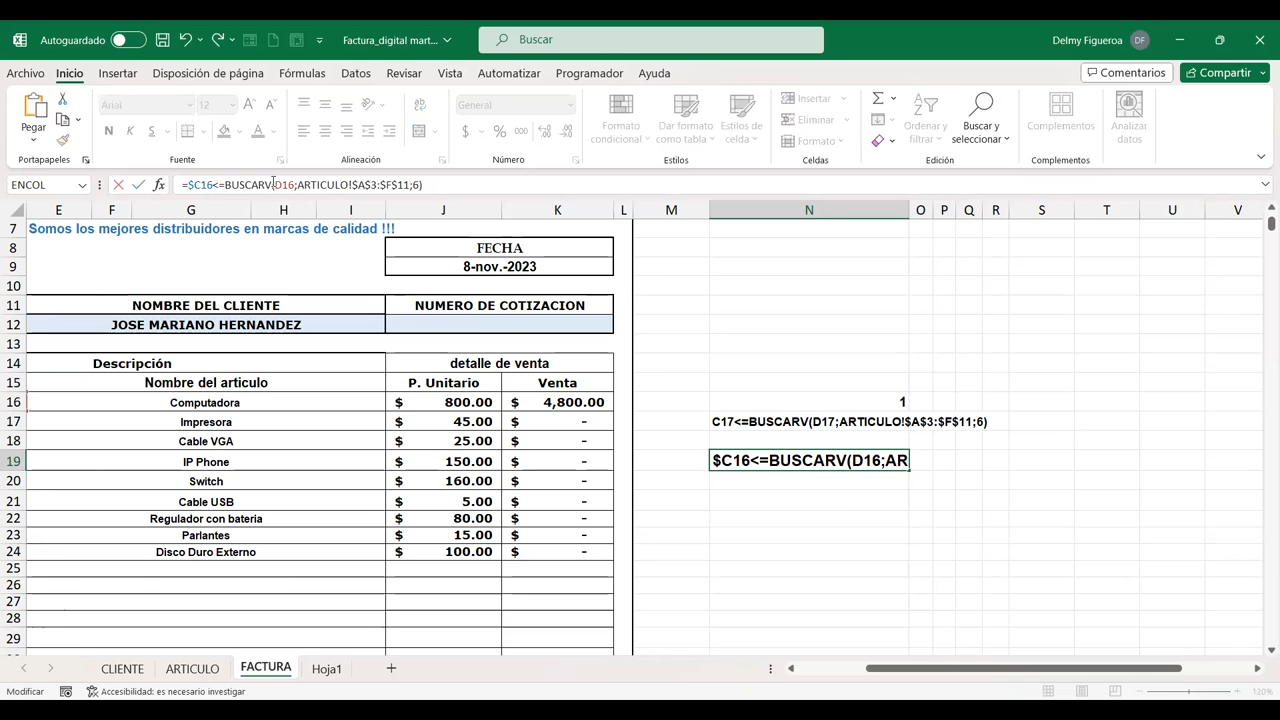 Autoguardado
Factura_digital mart...
Buscar
Delmy Figueroa
DF
Archivo Inicio Insertar Disposición de página Fórmulas Datos Revisar Vista Automatizar Programador Ayuda
Comentarios
Compartir
Pegar
Portapapeles
Arial 12
N K S
Fuente
Alineación
General
$ % 000
Número
Formato condicional
Dar formato como tabla
Estilos de celda
Estilos
Insertar
Eliminar
Formato
Celdas
Ordenar y filtrar
Buscar y seleccionar
Edición
Complementos
Complementos
Analizar datos
ENCOL
fx
=$C16<=BUSCARV(D16;ARTICULO!$A$3:$F$11;6)
E F G H I J K L M N O P Q R S T U V
7 Somos los mejores distribuidores en marcas de calidad !!!
8 FECHA
9 8-nov.-2023
10
11 NOMBRE DEL CLIENTE NUMERO DE COTIZACION
12 JOSE MARIANO HERNANDEZ
13
14 Descripción detalle de venta
15 Nombre del articulo P. Unitario Venta
16 Computadora $ 800.00 $ 4,800.00 1
17 Impresora $ 45.00 $ - C17<=BUSCARV(D17;ARTICULO!$A$3:$F$11;6)
18 Cable VGA $ 25.00 $ -
19 IP Phone $ 150.00 $ - $C16<=BUSCARV(D16;AR
20 Switch $ 160.00 $ -
21 Cable USB $ 5.00 $ -
22 Regulador con bateria $ 80.00 $ -
23 Parlantes $ 15.00 $ -
24 Disco Duro Externo $ 100.00 $ -
25
26
27
28
29
CLIENTE ARTICULO FACTURA Hoja1
Modificar
Accesibilidad: es necesario investigar
120%